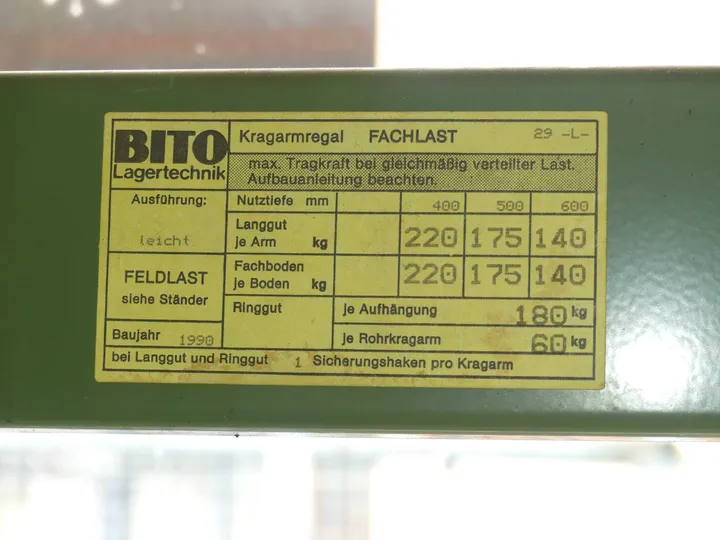 BITO
Lagertechnik
Kragarmregal FACHLAST 29 -L-
max. Tragkraft bei gleichmäßig verteilter Last.
Aufbauanleitung beachten.
Ausführung:
leicht
Nutztiefe mm 400 500 600
Langgut
je Arm kg 220 175 140
Fachboden
je Boden kg 220 175 140
FELDLAST
siehe Ständer
Ringgut je Aufhängung 180 kg
je Rohrkragarm 60 kg
Baujahr 1990
bei Langgut und Ringgut 1 Sicherungshaken pro Kragarm